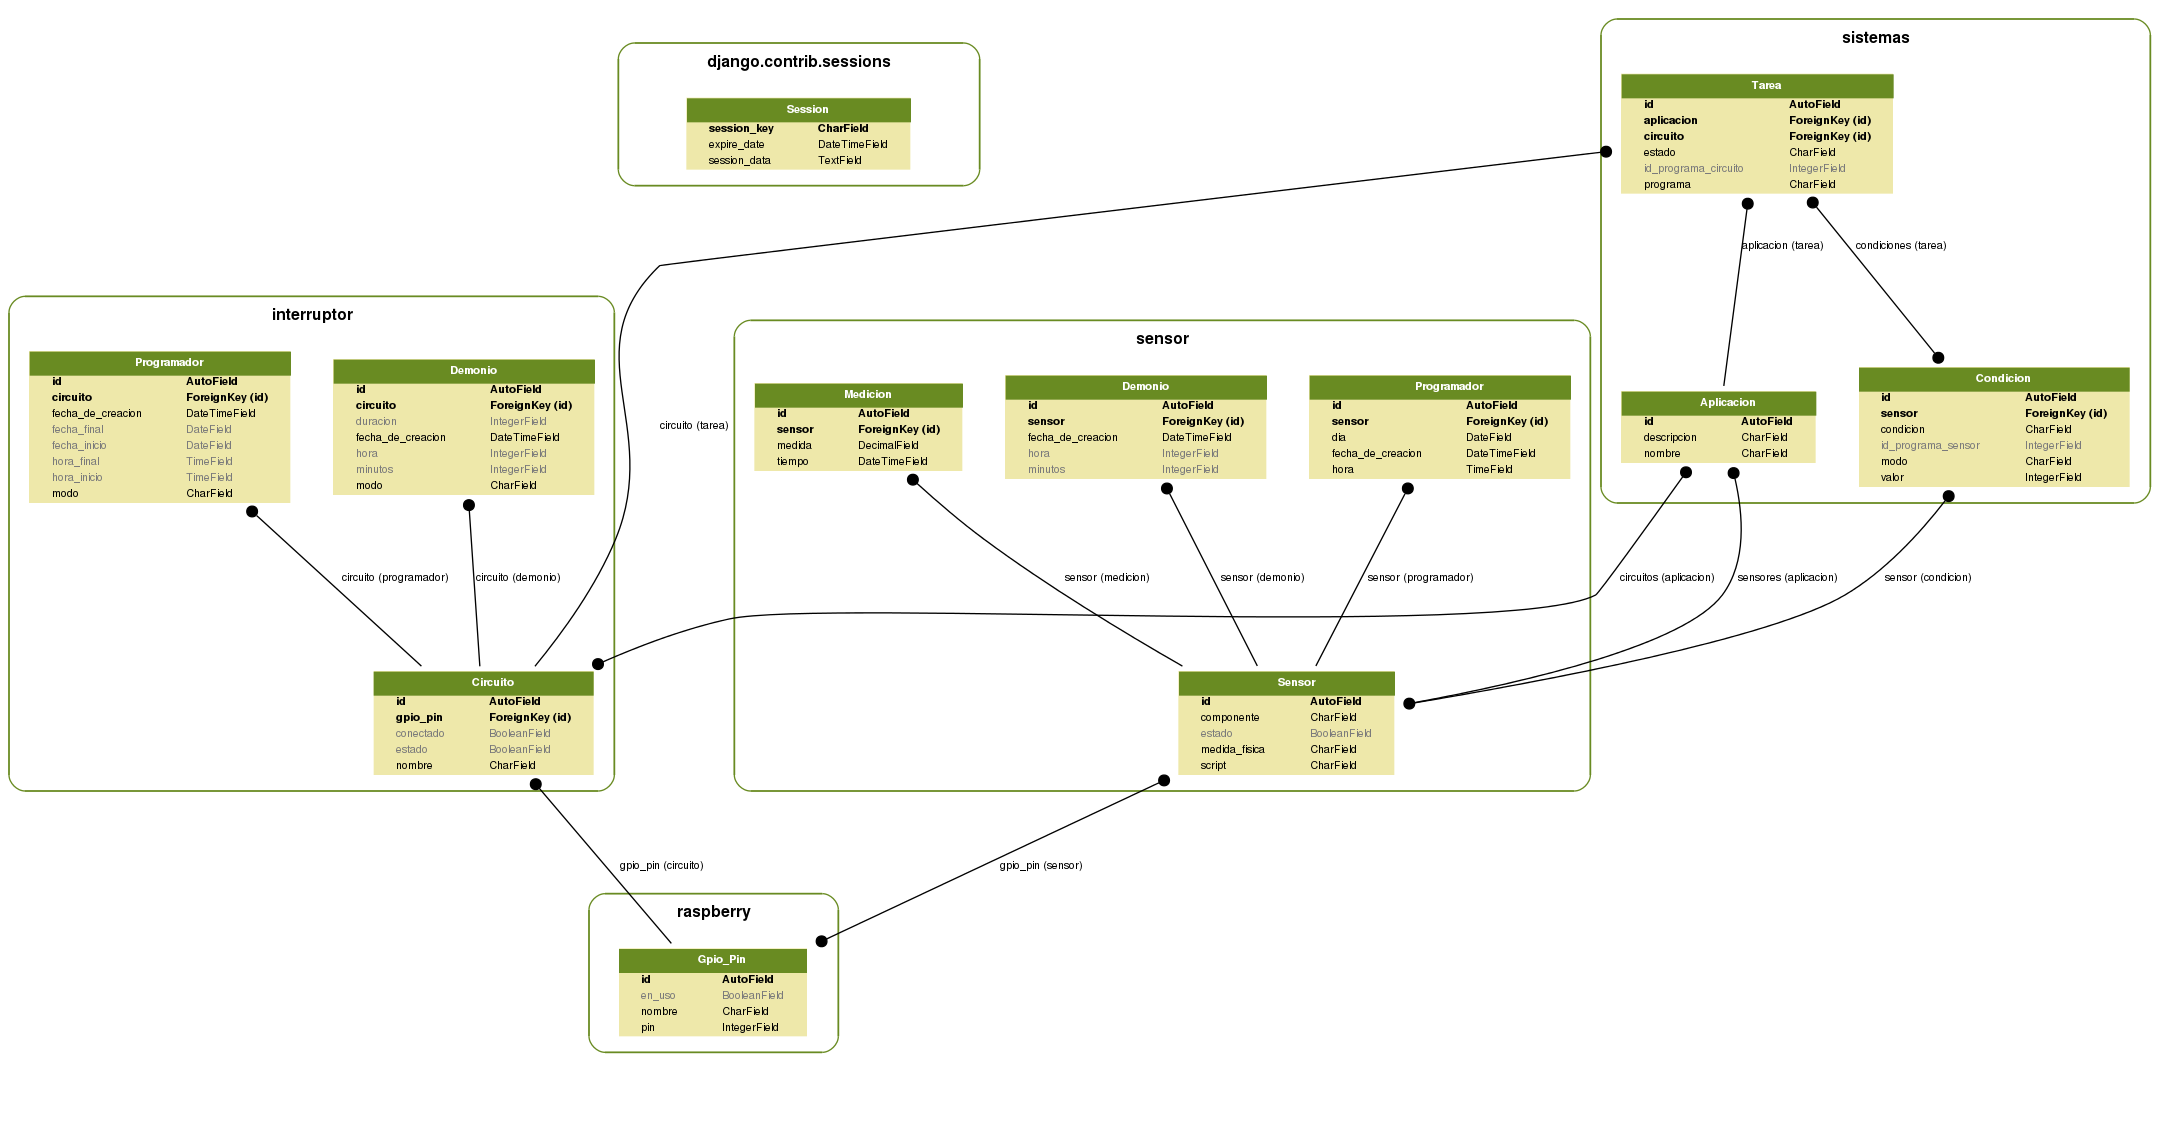 django.contrib.sessions
Session
session_key CharField
expire_date DateTimeField
session_data TextField
sistemas
Tarea
id AutoField
aplicacion ForeignKey (id)
circuito ForeignKey (id)
estado CharField
id_programa_circuito IntegerField
programa CharField
aplicacion (tarea)
condiciones (tarea)
Aplicacion
id AutoField
descripcion CharField
nombre CharField
Condicion
id AutoField
sensor ForeignKey (id)
condicion CharField
id_programa_sensor IntegerField
modo CharField
valor IntegerField
interruptor
Programador
id AutoField
circuito ForeignKey (id)
fecha_de_creacion DateTimeField
fecha_final DateField
fecha_inicio DateField
hora_final TimeField
hora_inicio TimeField
modo CharField
Demonio
id AutoField
circuito ForeignKey (id)
duracion IntegerField
fecha_de_creacion DateTimeField
hora IntegerField
minutos IntegerField
modo CharField
circuito (tarea)
circuito (programador)
circuito (demonio)
Circuito
id AutoField
gpio_pin ForeignKey (id)
conectado BooleanField
estado BooleanField
nombre CharField
sensor
Medicion
id AutoField
sensor ForeignKey (id)
medida DecimalField
tiempo DateTimeField
Demonio
id AutoField
sensor ForeignKey (id)
fecha_de_creacion DateTimeField
hora IntegerField
minutos IntegerField
Programador
id AutoField
sensor ForeignKey (id)
dia DateField
fecha_de_creacion DateTimeField
hora TimeField
sensor (medicion)
sensor (demonio)
sensor (programador)
circuitos (aplicacion)
sensores (aplicacion)
sensor (condicion)
Sensor
id AutoField
componente CharField
estado BooleanField
medida_fisica CharField
script CharField
gpio_pin (circuito)
gpio_pin (sensor)
raspberry
Gpio_Pin
id AutoField
en_uso BooleanField
nombre CharField
pin IntegerField